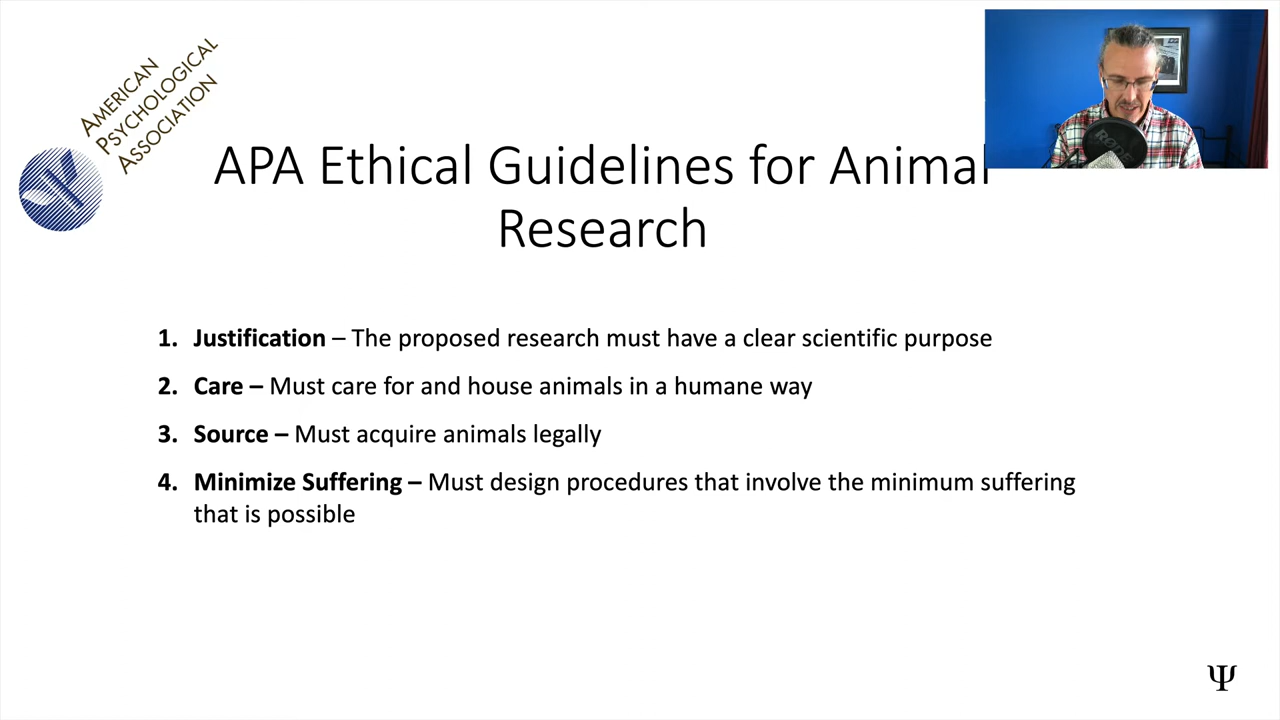 AMERICAN
PSYCHOLOGICAL
ASSOCIATION
APA Ethical Guidelines for Animal
Research
1. Justification – The proposed research must have a clear scientific purpose
2. Care – Must care for and house animals in a humane way
3. Source – Must acquire animals legally
4. Minimize Suffering – Must design procedures that involve the minimum suffering
that is possible
RODE
Ψ